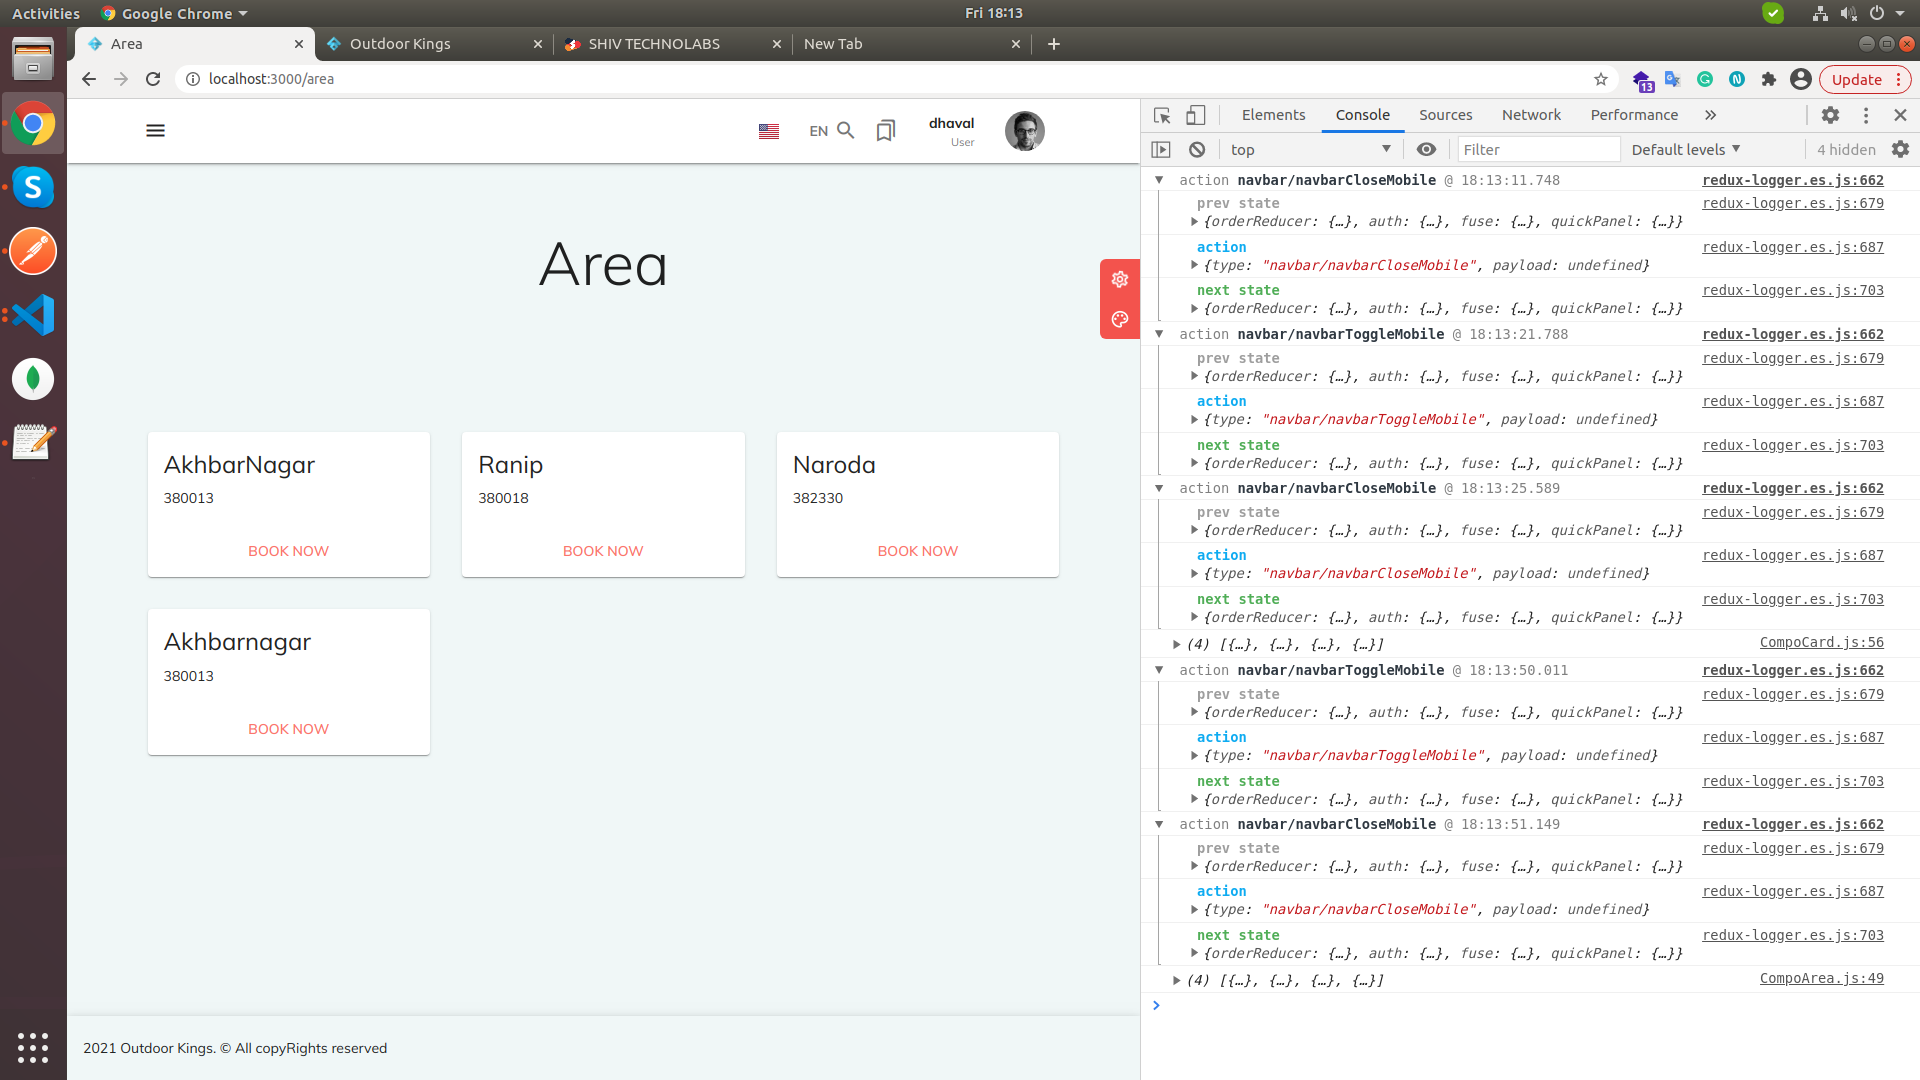 Activities Google Chrome Fri 18:13
Area Outdoor Kings SHIV TECHNOLABS New Tab
localhost:3000/area 13 Update
EN dhaval
User
Area
AkhbarNagar
380013
BOOK NOW
Ranip
380018
BOOK NOW
Naroda
382330
BOOK NOW
Akhbarnagar
380013
BOOK NOW
2021 Outdoor Kings. © All copyRights reserved
Elements Console Sources Network Performance
top Filter Default levels 4 hidden
action navbar/navbarCloseMobile @ 18:13:11.748 redux-logger.es.js:662
prev state redux-logger.es.js:679
{orderReducer: {…}, auth: {…}, fuse: {…}, quickPanel: {…}}
action redux-logger.es.js:687
{type: "navbar/navbarCloseMobile", payload: undefined}
next state redux-logger.es.js:703
{orderReducer: {…}, auth: {…}, fuse: {…}, quickPanel: {…}}
action navbar/navbarToggleMobile @ 18:13:21.788 redux-logger.es.js:662
prev state redux-logger.es.js:679
{orderReducer: {…}, auth: {…}, fuse: {…}, quickPanel: {…}}
action redux-logger.es.js:687
{type: "navbar/navbarToggleMobile", payload: undefined}
next state redux-logger.es.js:703
{orderReducer: {…}, auth: {…}, fuse: {…}, quickPanel: {…}}
action navbar/navbarCloseMobile @ 18:13:25.589 redux-logger.es.js:662
prev state redux-logger.es.js:679
{orderReducer: {…}, auth: {…}, fuse: {…}, quickPanel: {…}}
action redux-logger.es.js:687
{type: "navbar/navbarCloseMobile", payload: undefined}
next state redux-logger.es.js:703
{orderReducer: {…}, auth: {…}, fuse: {…}, quickPanel: {…}}
(4) [{…}, {…}, {…}, {…}] CompoCard.js:56
action navbar/navbarToggleMobile @ 18:13:50.011 redux-logger.es.js:662
prev state redux-logger.es.js:679
{orderReducer: {…}, auth: {…}, fuse: {…}, quickPanel: {…}}
action redux-logger.es.js:687
{type: "navbar/navbarToggleMobile", payload: undefined}
next state redux-logger.es.js:703
{orderReducer: {…}, auth: {…}, fuse: {…}, quickPanel: {…}}
action navbar/navbarCloseMobile @ 18:13:51.149 redux-logger.es.js:662
prev state redux-logger.es.js:679
{orderReducer: {…}, auth: {…}, fuse: {…}, quickPanel: {…}}
action redux-logger.es.js:687
{type: "navbar/navbarCloseMobile", payload: undefined}
next state redux-logger.es.js:703
{orderReducer: {…}, auth: {…}, fuse: {…}, quickPanel: {…}}
(4) [{…}, {…}, {…}, {…}] CompoArea.js:49